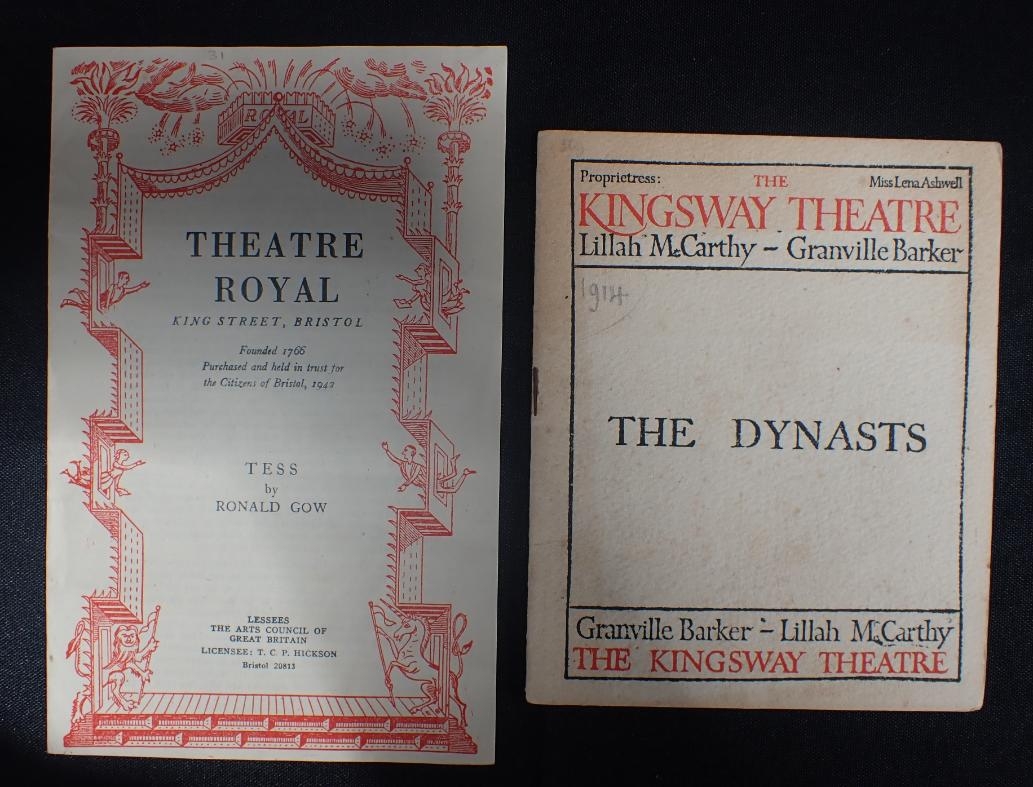 31
ROYAL
THEATRE
ROYAL
KING STREET, BRISTOL
Founded 1766
Purchased and held in trust for
the Citizens of Bristol, 1942
TESS
by
RONALD GOW
LESSEES
THE ARTS COUNCIL OF
GREAT BRITAIN
LICENSEE: T. C. P. HICKSON
Bristol 20813
Proprietress: THE Miss Lena Ashwell
KINGSWAY THEATRE
Lillah McCarthy – Granville Barker
1914
THE DYNASTS
Granville Barker – Lillah McCarthy
THE KINGSWAY THEATRE